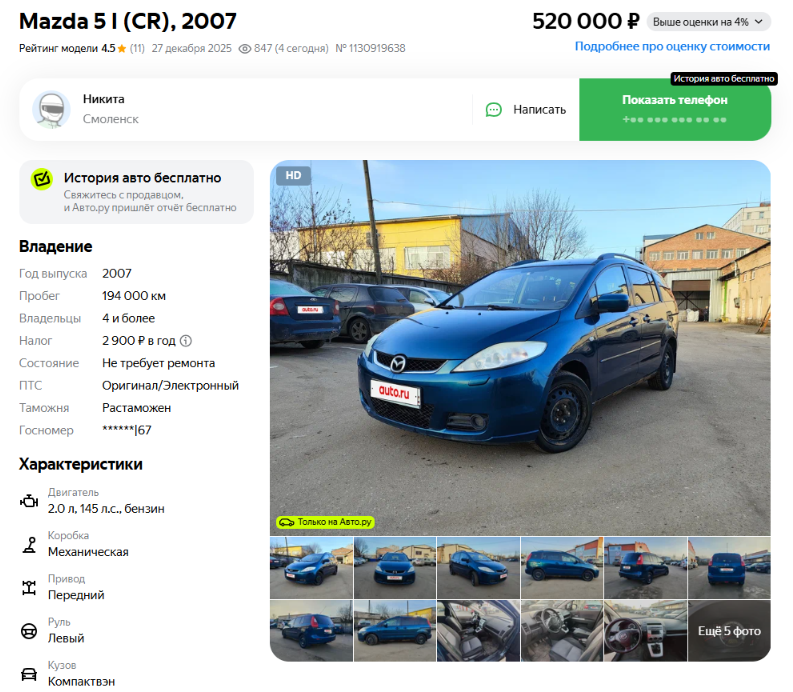 Mazda 5 I (CR), 2007
520 000 ₽
Выше оценки на 4%
Рейтинг модели 4.5 (11) 27 декабря 2025 847 (4 сегодня) № 1130919638
Подробнее про оценку стоимости
История авто бесплатно
Никита
Смоленск
Написать
Показать телефон
+•• ••• ••• •• ••
История авто бесплатно
Свяжитесь с продавцом,
и Авто.ру пришлёт отчёт бесплатно
Владение
Год выпуска 2007
Пробег 194 000 км
Владельцы 4 и более
Налог 2 900 ₽ в год
Состояние Не требует ремонта
ПТС Оригинал/Электронный
Таможня Растаможен
Госномер ******|67
Характеристики
Двигатель
2.0 л, 145 л.с., бензин
Коробка
Механическая
Привод
Передний
Руль
Левый
Кузов
Компактвэн
HD
auto.ru
auto.ru
Только на Авто.ру
Ещё 5 фото